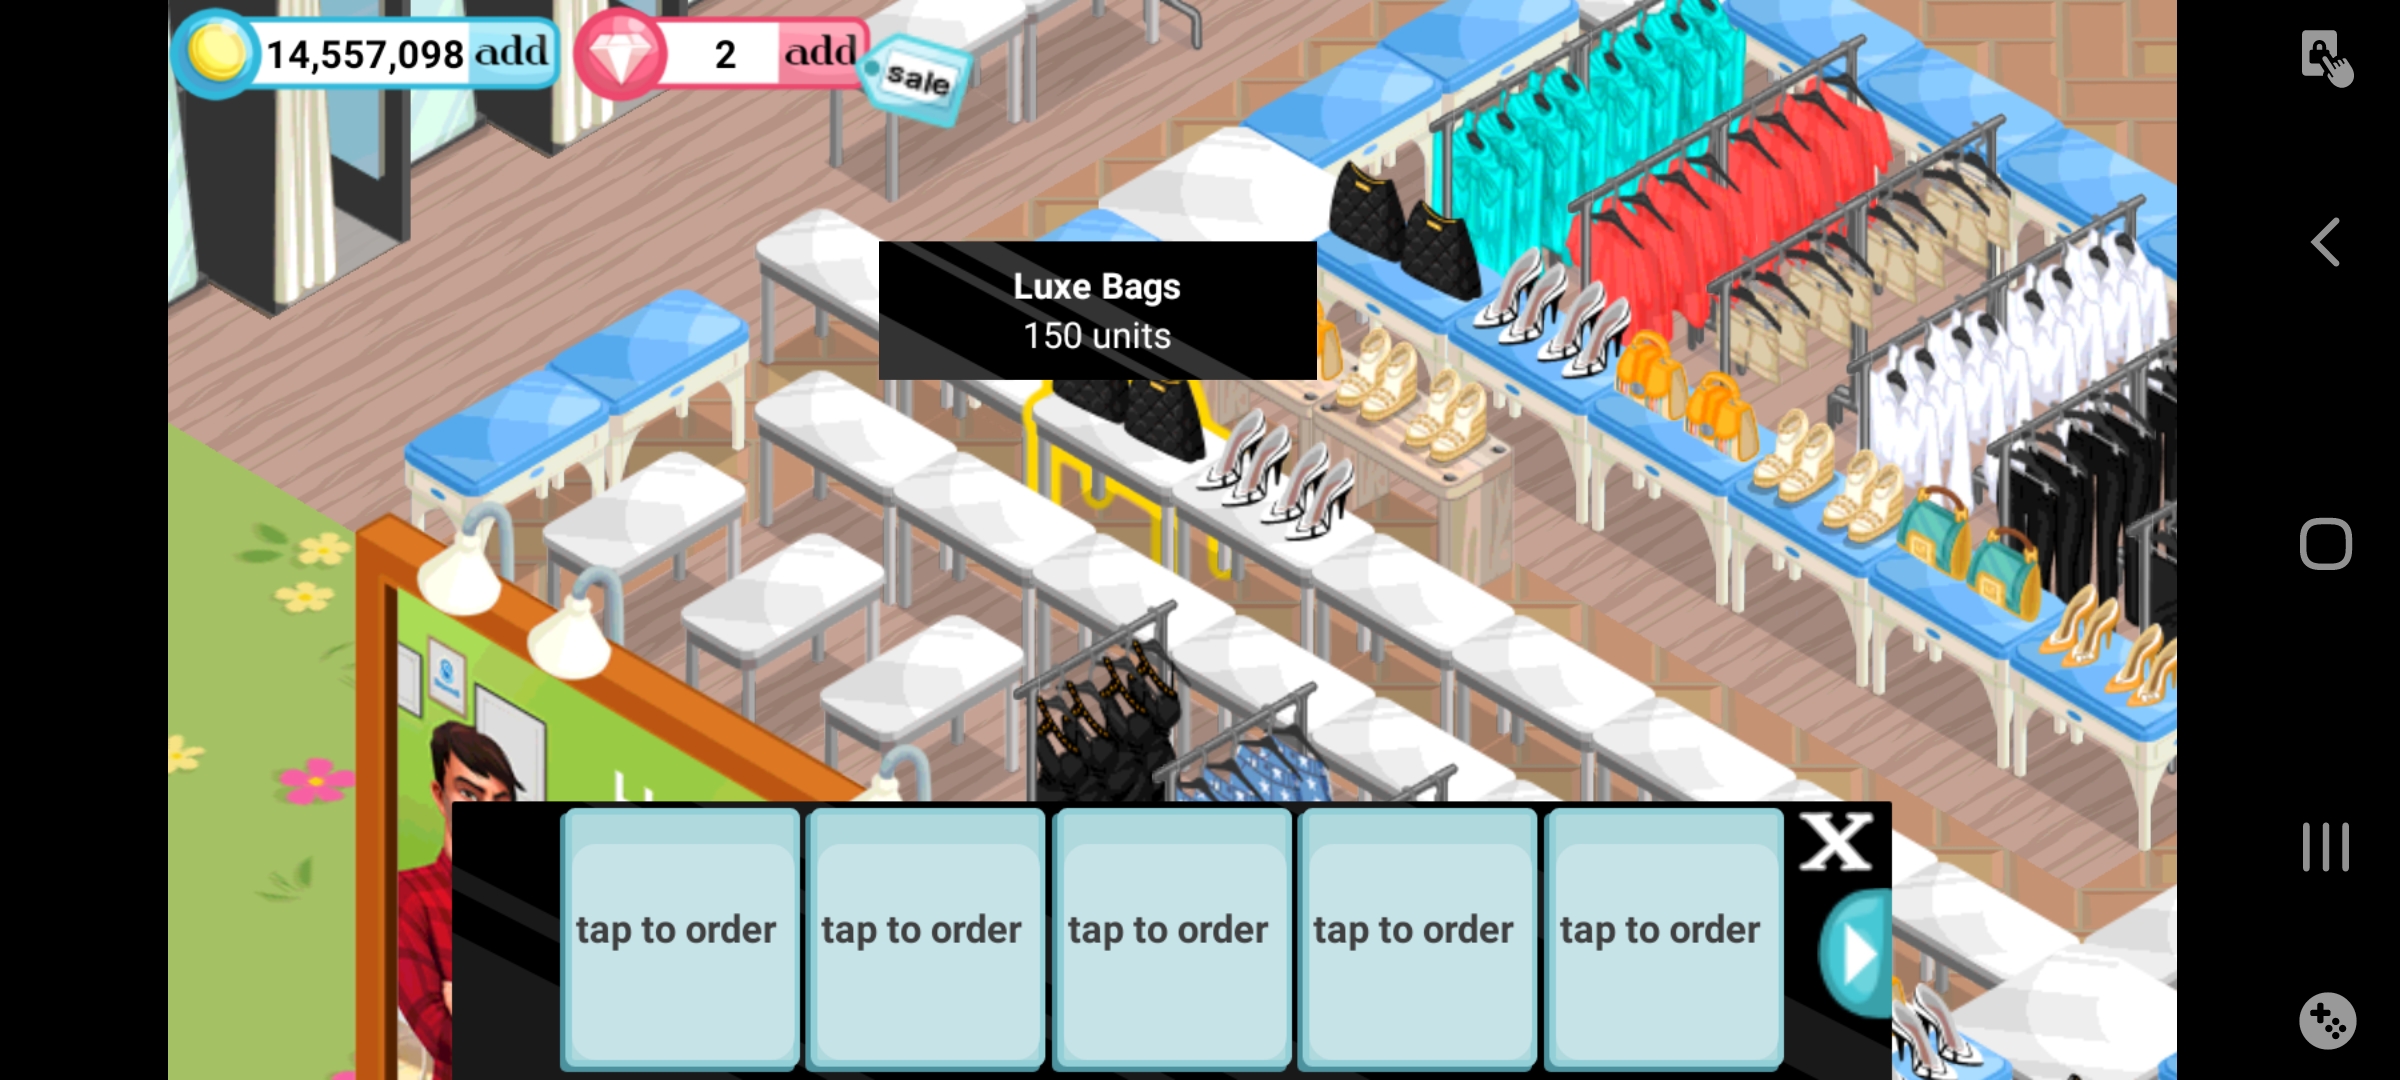 14,557,098 add
2 add
sale
Luxe Bags
150 units
tap to order
tap to order
tap to order
tap to order
tap to order
X